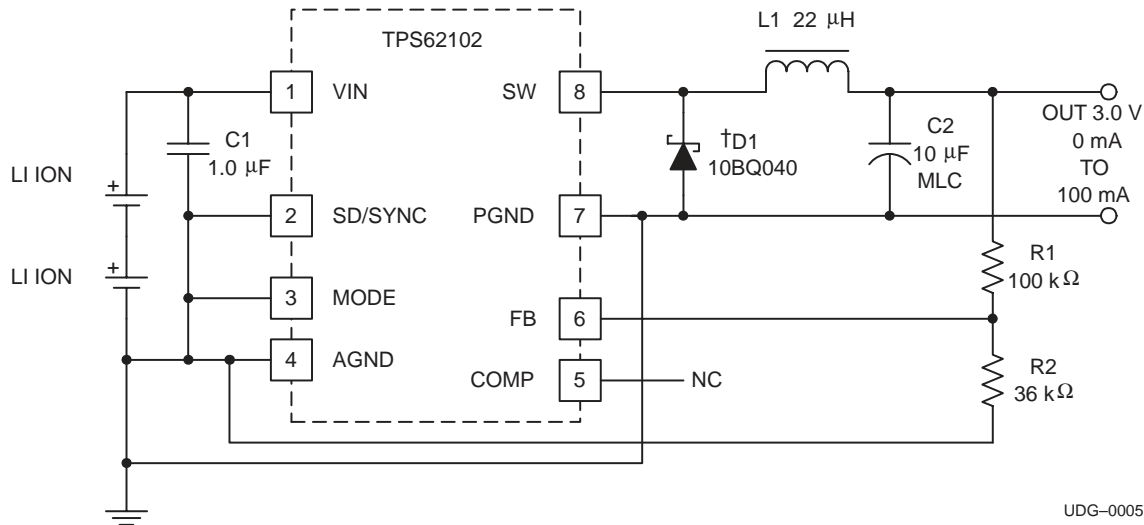 TPS62102
L1 22 μH
1 VIN
SW 8
C1
1.0 μF
†D1
10BQ040
C2
10 μF
MLC
OUT 3.0 V
0 mA
TO
100 mA
LI ION
+
2 SD/SYNC
PGND 7
LI ION
+
3 MODE
FB 6
R1
100 kΩ
4 AGND
COMP 5 NC
R2
36 kΩ
UDG–0005